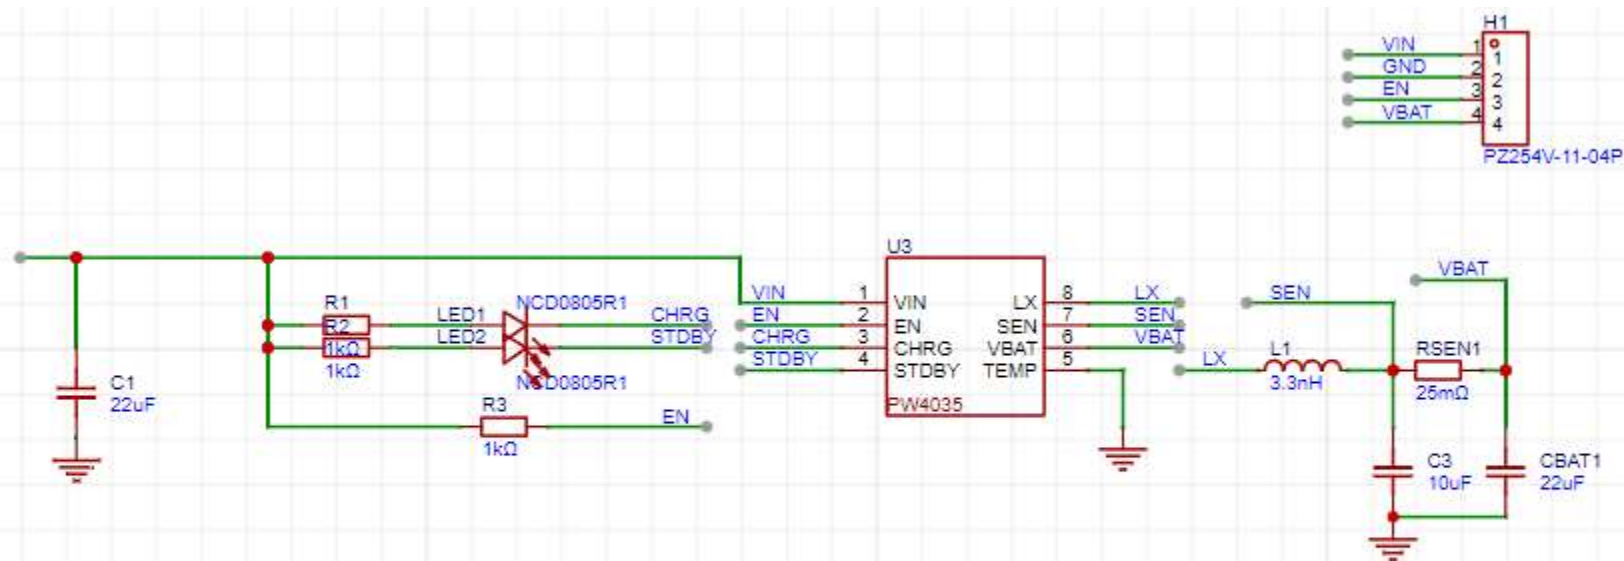 H1
VIN 1 1
GND 2 2
EN 3 3
VBAT 4 4
PZ254V-11-04P
U3
R1
NCD0805R1
LED1
CHRG
R2
LED2
STDBY
1kΩ
1kΩ
NCD0805R1
C1
22uF
R3
EN
1kΩ
VIN 1 VIN LX 8 LX
EN 2 EN SEN 7 SEN
CHRG 3 CHRG VBAT 6 VBAT
STDBY 4 STDBY TEMP 5
PW4035
VBAT
SEN
LX
L1
3.3nH
RSEN1
25mΩ
C3
10uF
CBAT1
22uF